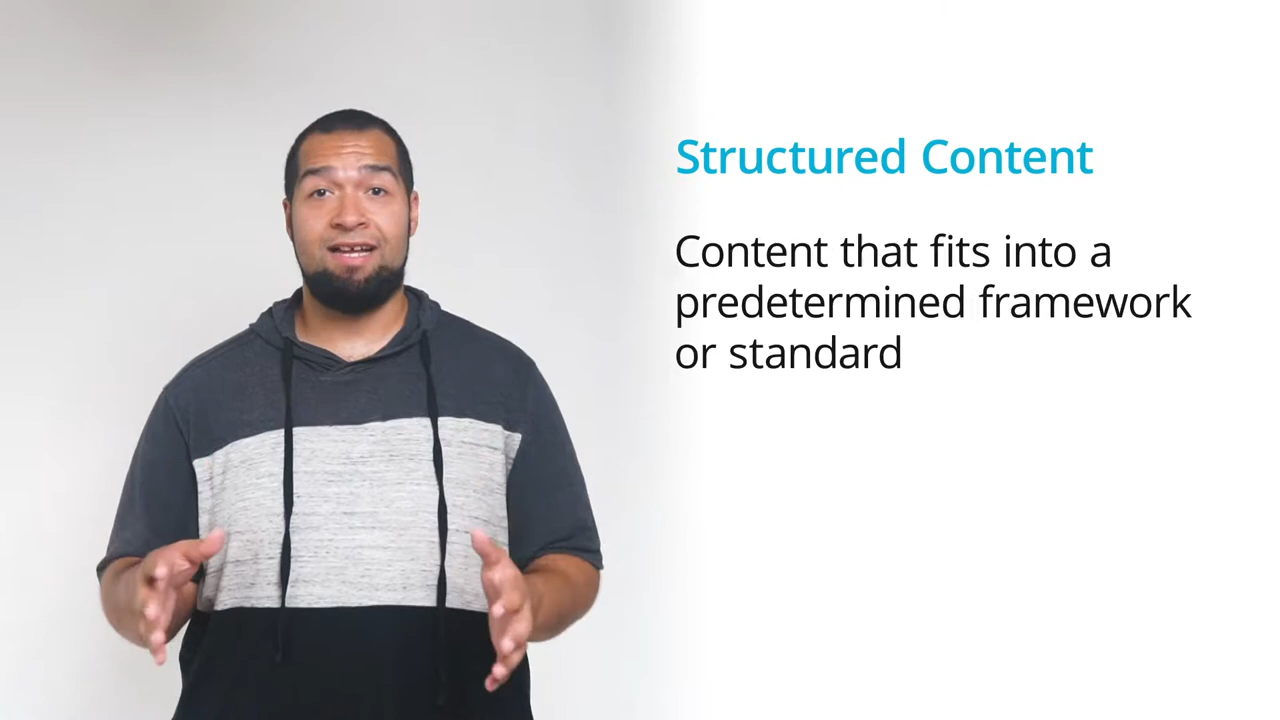 Structured Content
Content that fits into a
predetermined framework
or standard